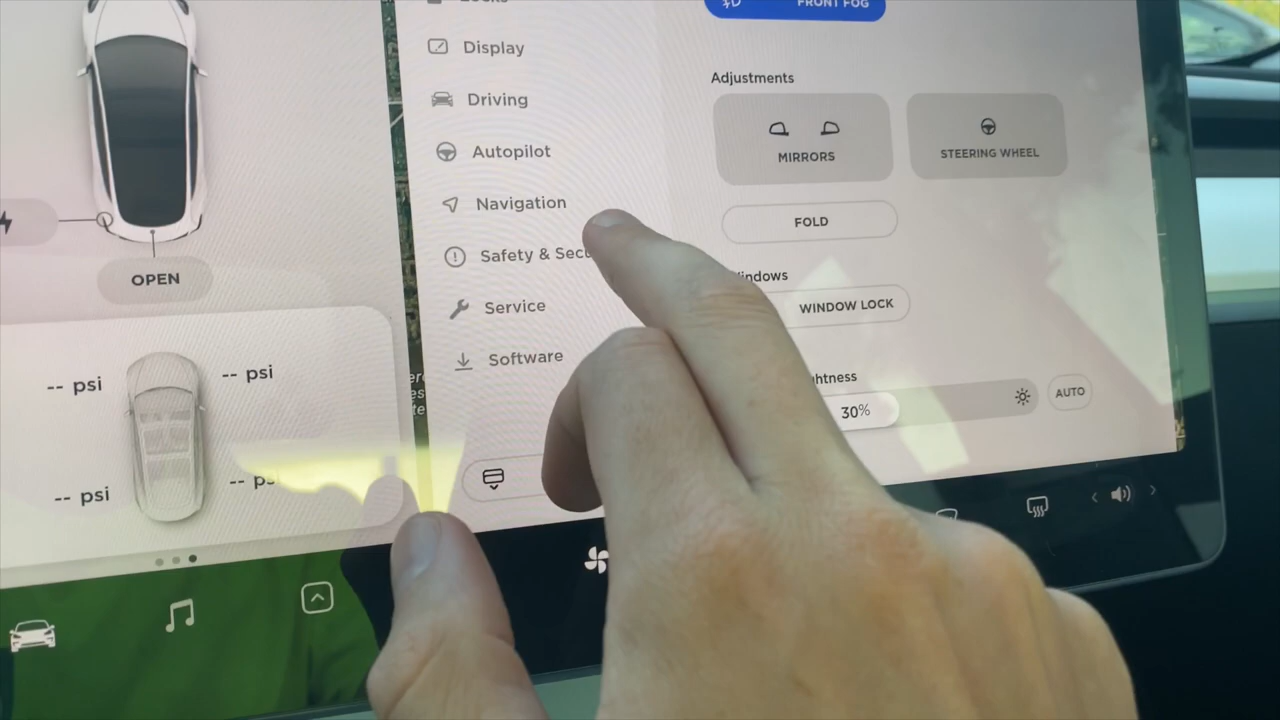 FRONT FOG
Display
Driving
Autopilot
Navigation
Safety &
Service
Software
Adjustments
MIRRORS
STEERING WHEEL
FOLD
WINDOW LOCK
30%
AUTO
OPEN
-- psi
-- psi
-- psi
--